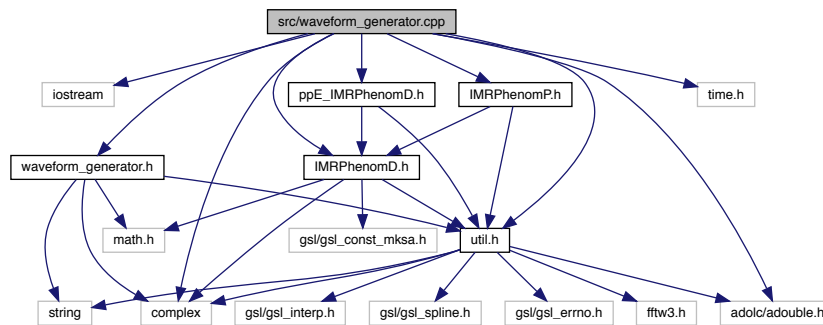 src/waveform_generator.cpp
iostream
ppE_IMRPhenomD.h
IMRPhenomP.h
time.h
waveform_generator.h
IMRPhenomD.h
math.h
gsl/gsl_const_mksa.h
util.h
string
complex
gsl/gsl_interp.h
gsl/gsl_spline.h
gsl/gsl_errno.h
fftw3.h
adolc/adouble.h